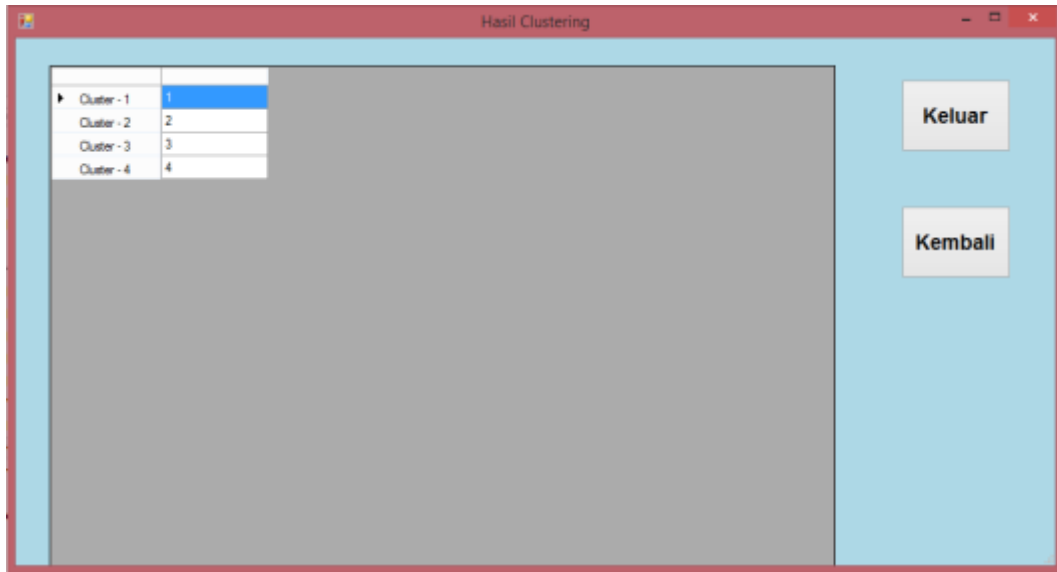 Hasil Clustering
Cluster - 1 1
Cluster - 2 2
Cluster - 3 3
Cluster - 4 4
Keluar
Kembali